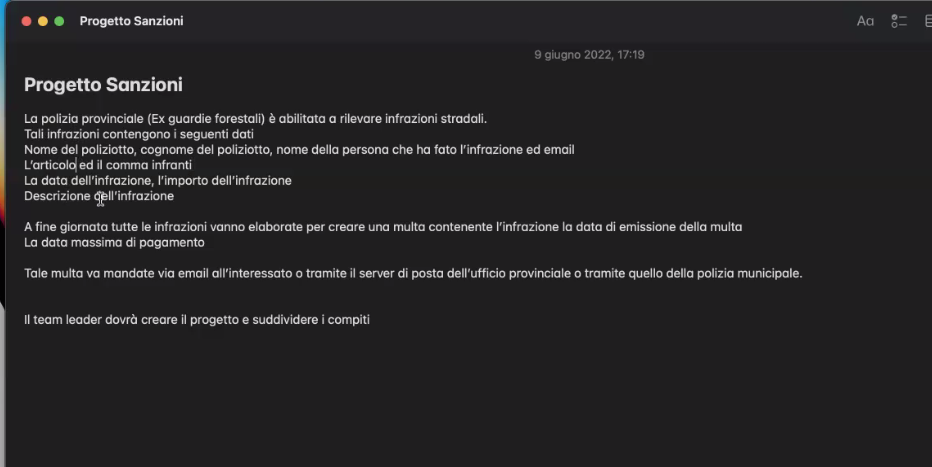 Progetto Sanzioni
Aa
9 giugno 2022, 17:19
Progetto Sanzioni
La polizia provinciale (Ex guardie forestali) è abilitata a rilevare infrazioni stradali.
Tali infrazioni contengono i seguenti dati
Nome del poliziotto, cognome del poliziotto, nome della persona che ha fato l'infrazione ed email
L'articolo ed il comma infranti
La data dell'infrazione, l'importo dell'infrazione
Descrizione dell'infrazione
A fine giornata tutte le infrazioni vanno elaborate per creare una multa contenente l'infrazione la data di emissione della multa
La data massima di pagamento
Tale multa va mandate via email all'interessato o tramite il server di posta dell'ufficio provinciale o tramite quello della polizia municipale.
Il team leader dovrà creare il progetto e suddividere i compiti